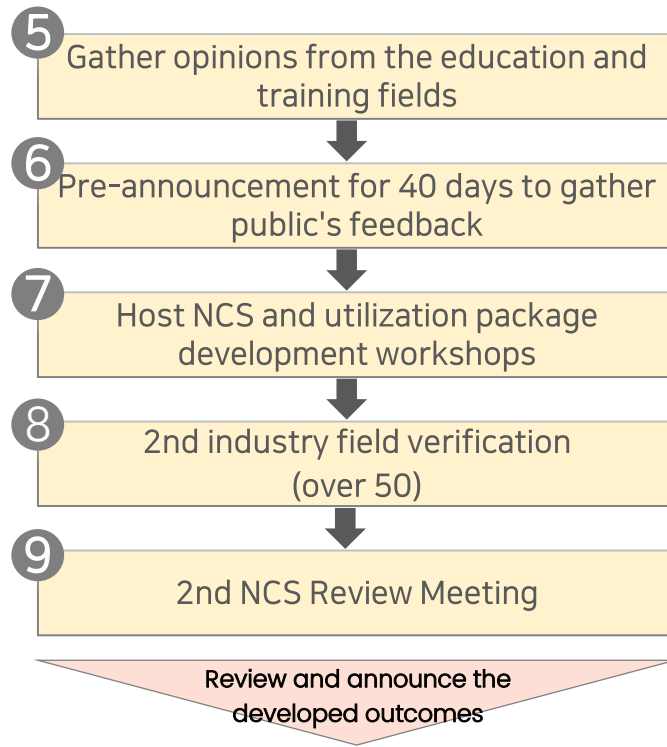 5
Gather opinions from the education and
training fields
6
Pre-announcement for 40 days to gather
public's feedback
7
Host NCS and utilization package
development workshops
8
2nd industry field verification
(over 50)
9
2nd NCS Review Meeting
Review and announce the
developed outcomes